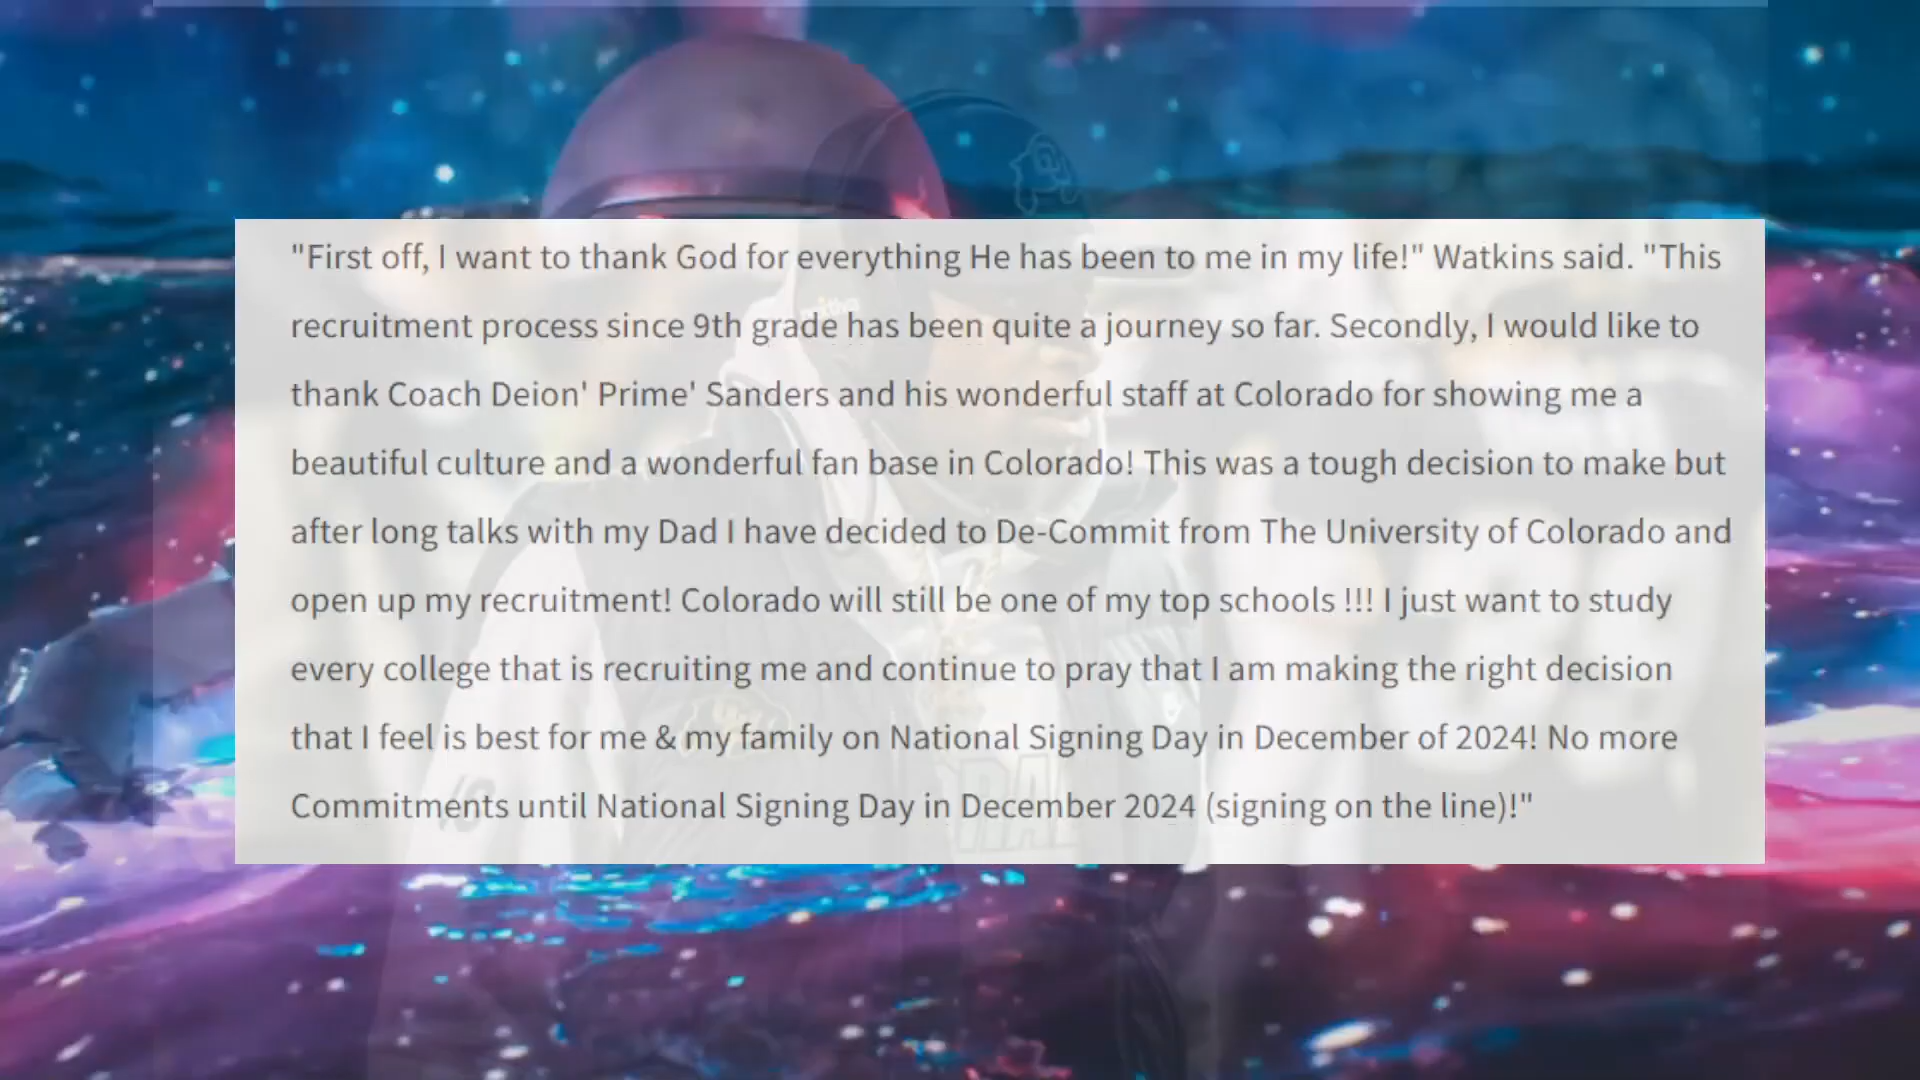 "First off, I want to thank God for everything He has been to me in my life!" Watkins said. "This
recruitment process since 9th grade has been quite a journey so far. Secondly, I would like to
thank Coach Deion' Prime' Sanders and his wonderful staff at Colorado for showing me a
beautiful culture and a wonderful fan base in Colorado! This was a tough decision to make but
after long talks with my Dad I have decided to De-Commit from The University of Colorado and
open up my recruitment! Colorado will still be one of my top schools !!! I just want to study
every college that is recruiting me and continue to pray that I am making the right decision
that I feel is best for me & my family on National Signing Day in December of 2024! No more
Commitments until National Signing Day in December 2024 (signing on the line)!"